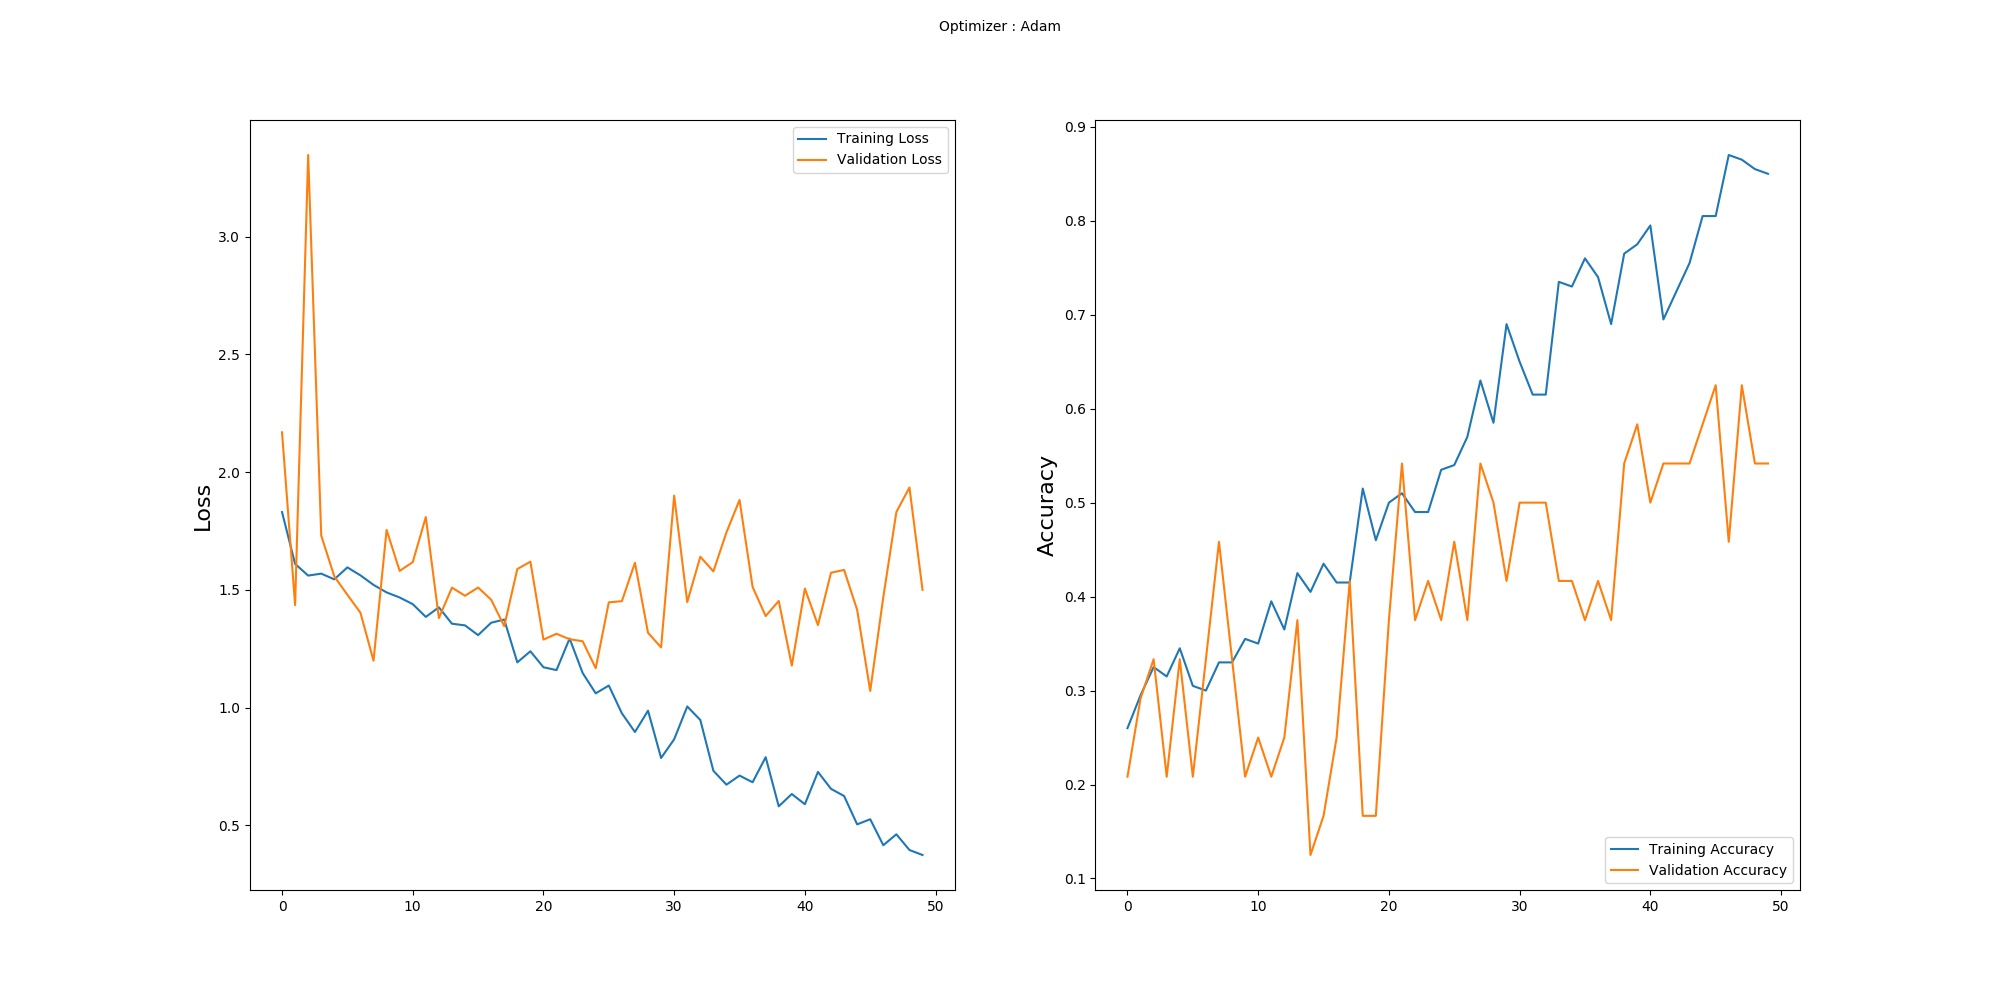 Optimizer : Adam
Loss
3.0
2.5
2.0
1.5
1.0
0.5
0 10 20 30 40 50
Training Loss
Validation Loss
Accuracy
0.9
0.8
0.7
0.6
0.5
0.4
0.3
0.2
0.1
0 10 20 30 40 50
Training Accuracy
Validation Accuracy